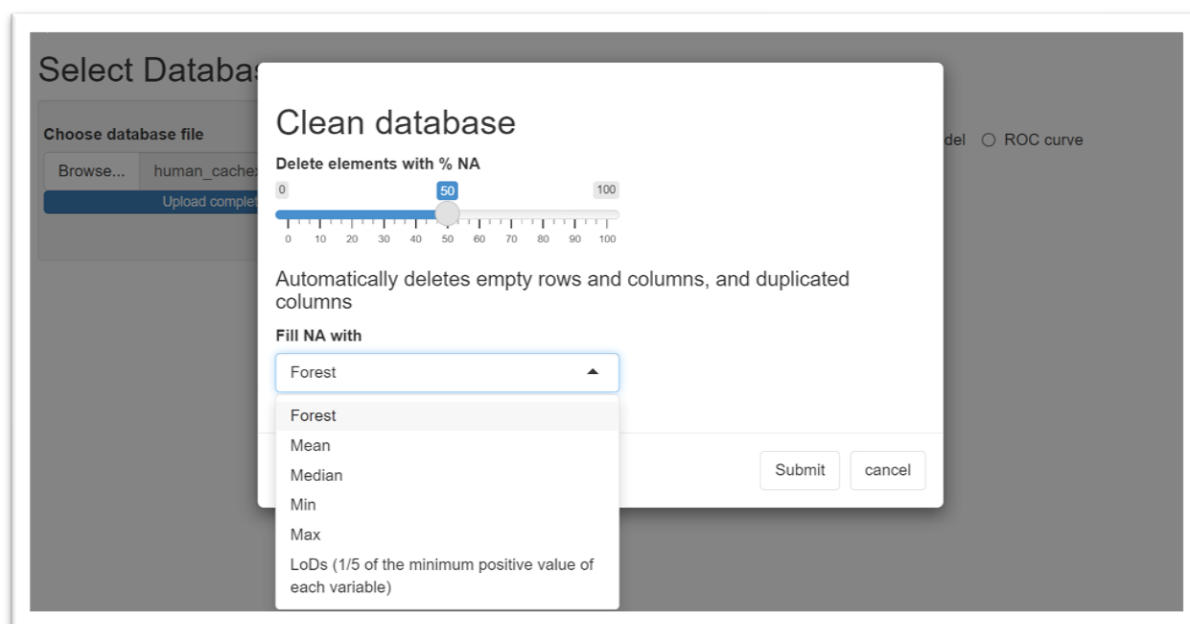 Select Databa
Clean database
Choose database file
del ROC curve
Delete elements with % NA
Browse... human_cache
0 50 100
Upload complet
0 10 20 30 40 50 60 70 80 90 100
Automatically deletes empty rows and columns, and duplicated
columns
Fill NA with
Forest
Forest
Mean
Median
Submit cancel
Min
Max
LoDs (1/5 of the minimum positive value of
each variable)